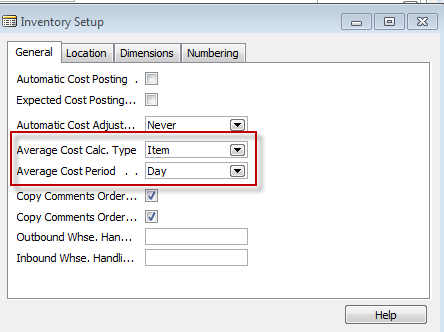 Inventory Setup
General Location Dimensions Numbering
Automatic Cost Posting .
Expected Cost Posting...
Automatic Cost Adjust... Never
Average Cost Calc. Type Item
Average Cost Period . . Day
Copy Comments Order...
Copy Comments Order...
Outbound Whse. Han...
Inbound Whse. Handli...
Help